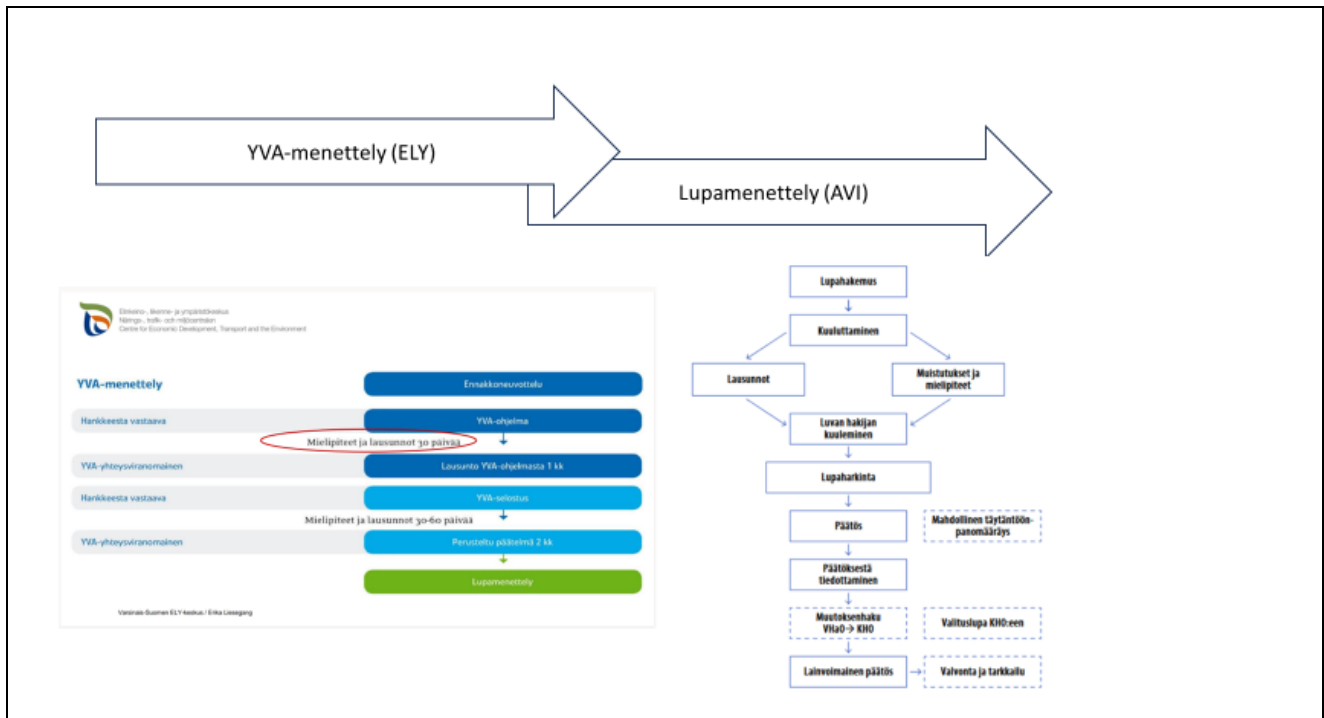 YVA-menettely (ELY)
Lupamenettely (AVI)
Elinkeino-, liikenne- ja ympäristökeskus
Närings-, trafik- och miljöcentralen
Centre for Economic Development, Transport and the Environment
YVA-menettely
Ennakkoneuvottelu
Hankkeesta vastaava
YVA-ohjelma
Mielipiteet ja lausunnot 30 päivää
YVA-yhteysviranomainen
Lausunto YVA-ohjelmasta 1 kk
Hankkeesta vastaava
YVA-selostus
Mielipiteet ja lausunnot 30-60 päivää
YVA-yhteysviranomainen
Perusteltu päätelmä 2 kk
Lupamenettely
Varsinais-Suomen ELY-keskus / Erika Liesegang
Lupahakemus
Kuuluttaminen
Lausunnot
Muistutukset ja
mielipiteet
Luvan hakijan
kuuleminen
Lupaharkinta
Päätös
Mahdollinen täytäntöön-
panomääräys
Päätöksestä
tiedottaminen
Muutoksenhaku
VHaO → KHO
Valituslupa KHO:een
Lainvoimainen päätös
Valvonta ja tarkkailu